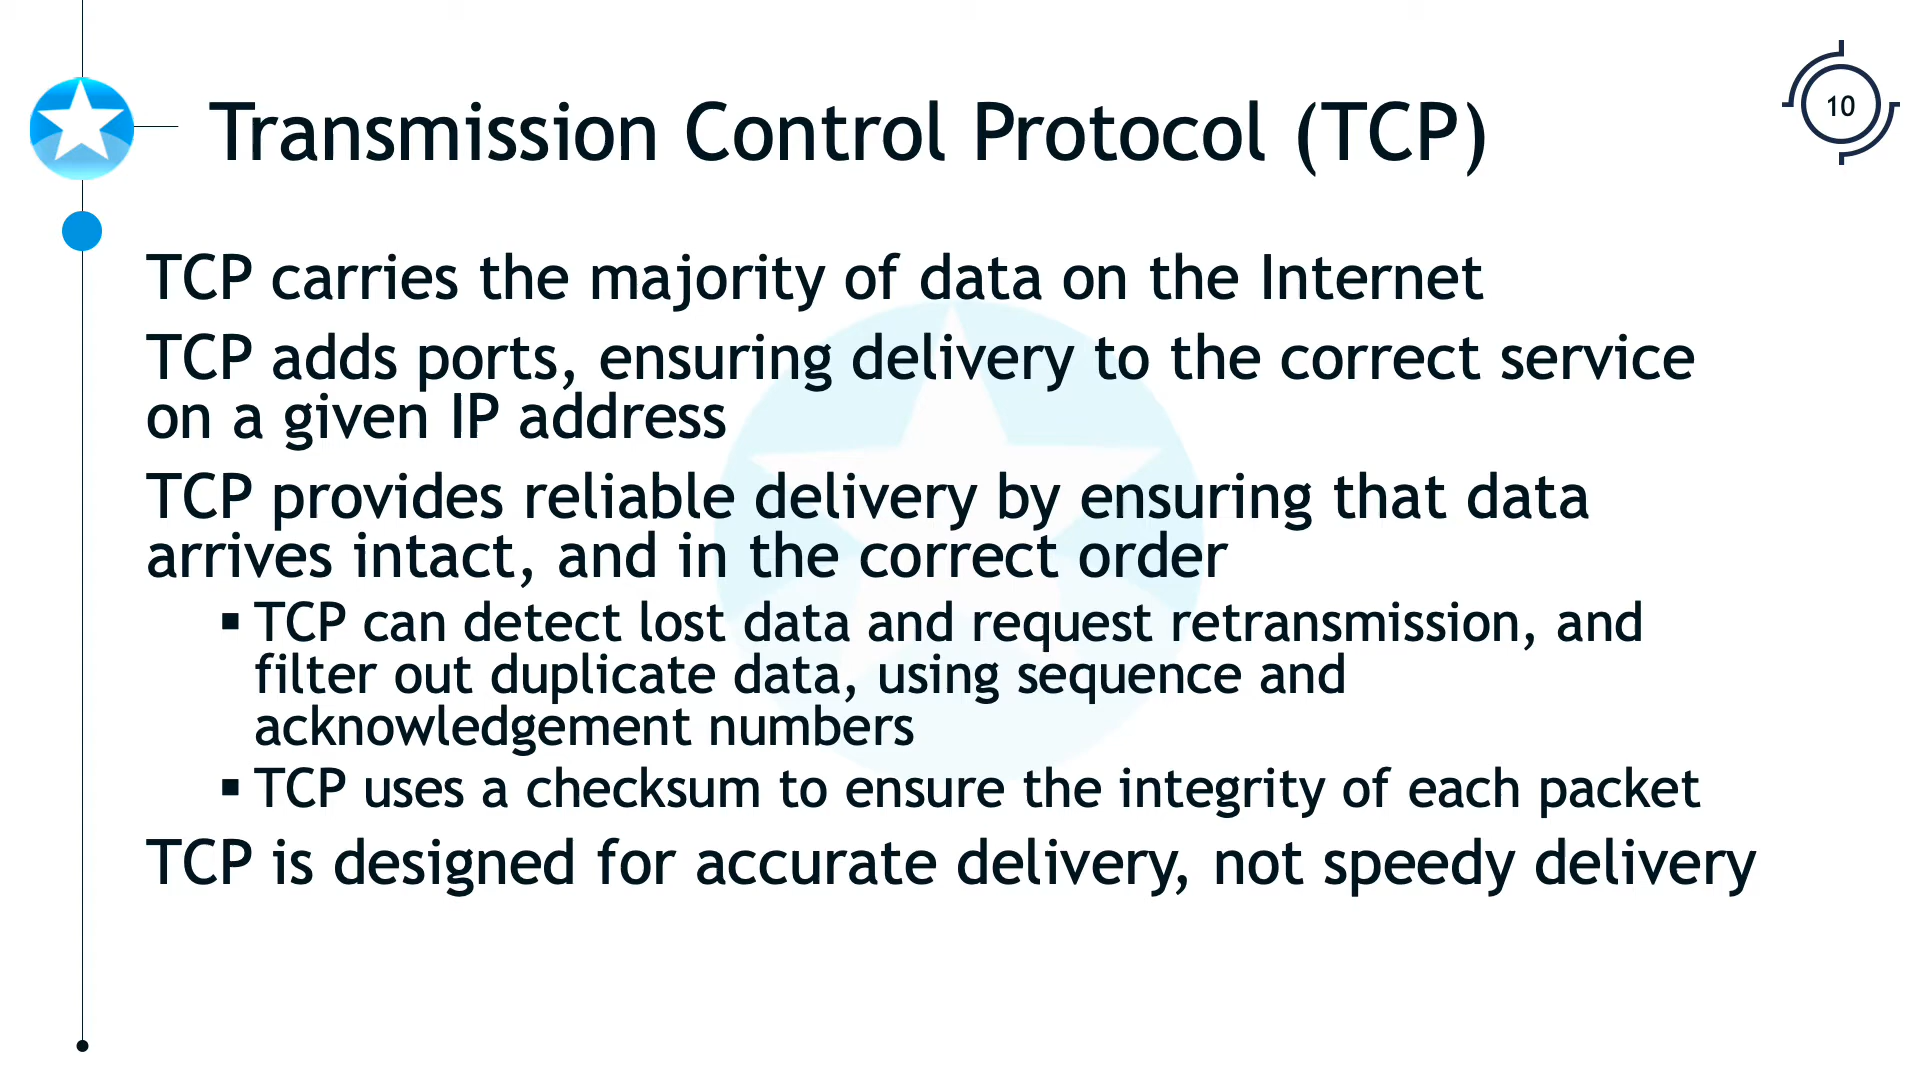 Transmission Control Protocol (TCP)
10
TCP carries the majority of data on the Internet
TCP adds ports, ensuring delivery to the correct service
on a given IP address
TCP provides reliable delivery by ensuring that data
arrives intact, and in the correct order
▪ TCP can detect lost data and request retransmission, and
filter out duplicate data, using sequence and
acknowledgement numbers
▪ TCP uses a checksum to ensure the integrity of each packet
TCP is designed for accurate delivery, not speedy delivery